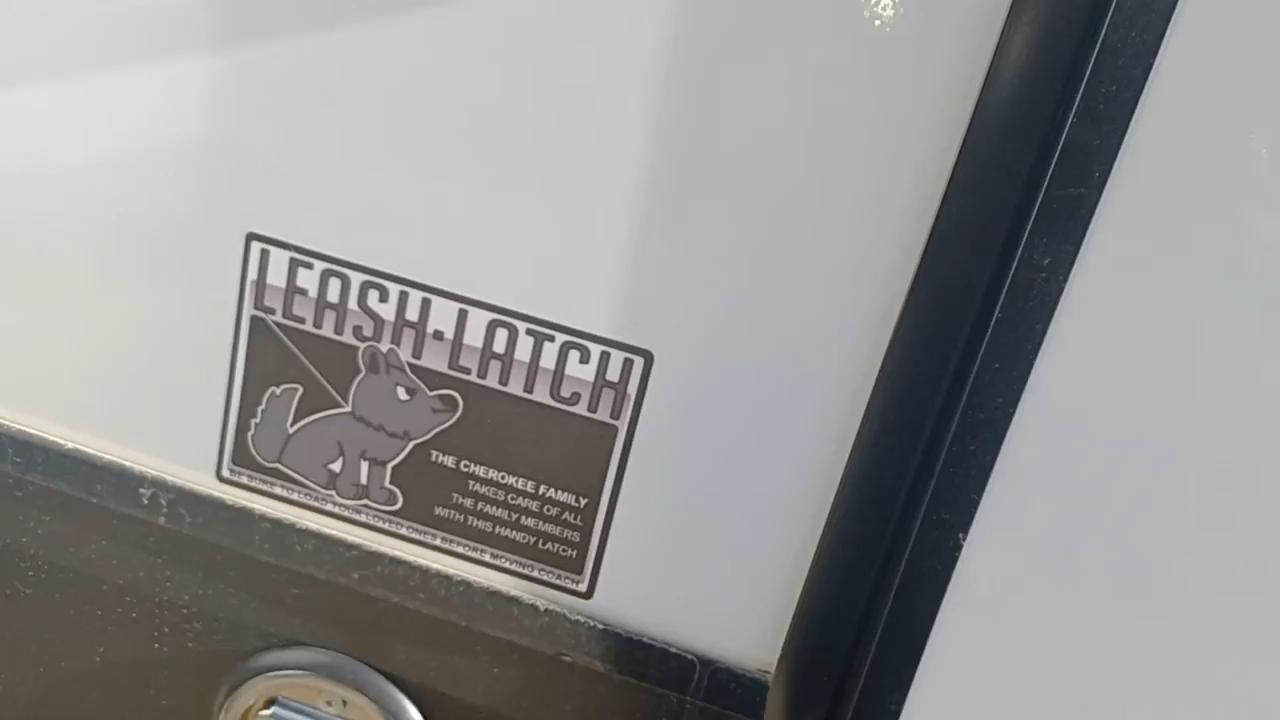 LEASH·LATCH
THE CHEROKEE FAMILY
TAKES CARE OF ALL
THE FAMILY MEMBERS
WITH THIS HANDY LATCH
BE SURE TO LOAD YOUR LOVED ONES BEFORE MOVING COACH